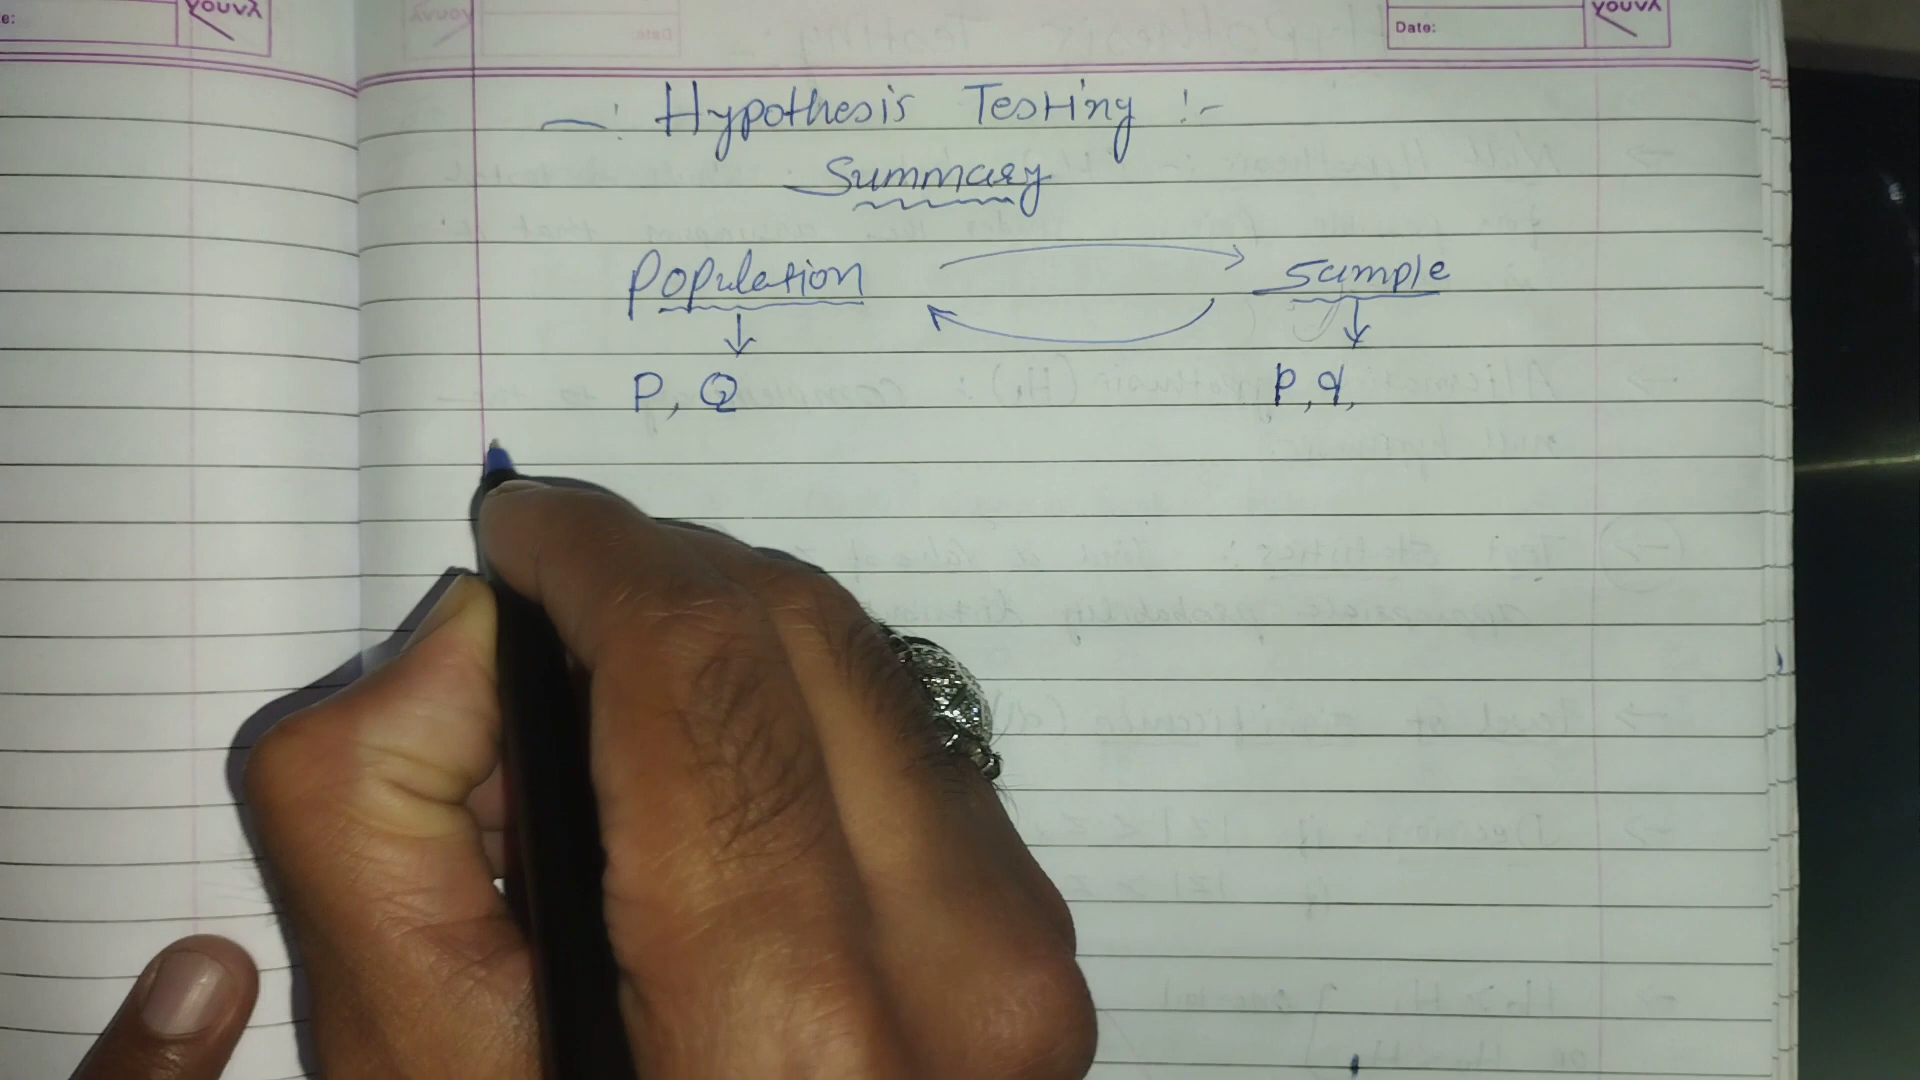 e:
YOUVA
Date:
YOUVA
—: Hypothesis Testing :-
Summary
Population
Sample
P, Q
p, q,